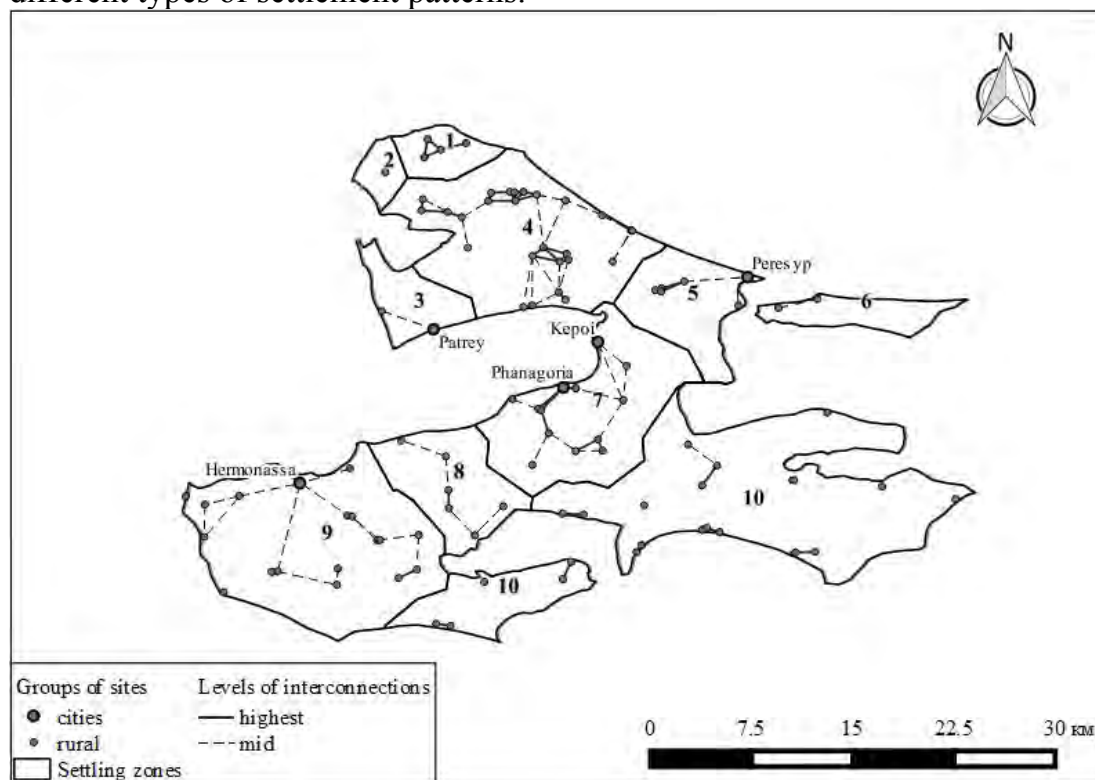 different types of settlement patterns.
N
1
2
4
3
Peresyp
5
6
Kepoi
Patrey
Phanagoria
7
Hermonassa
8
10
9
10
Groups of sites Levels of interconnections
cities highest
rural mid
Settling zones
0 7.5 15 22.5 30 км